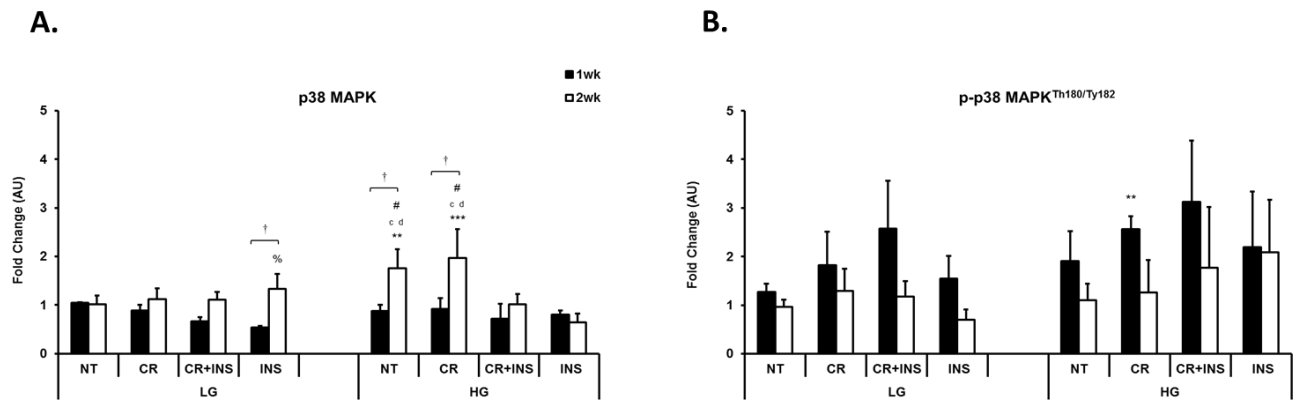 A.
B.
1wk
2wk
p38 MAPK
5
4
3
2
1
0
Fold Change (AU)
†
%
†
#
c d
**
†
#
c d
***
NT CR CR+INS INS NT CR CR+INS INS
LG HG
p-p38 MAPKTh180/Ty182
5
4
3
2
1
0
Fold Change (AU)
**
NT CR CR+INS INS NT CR CR+INS INS
LG HG